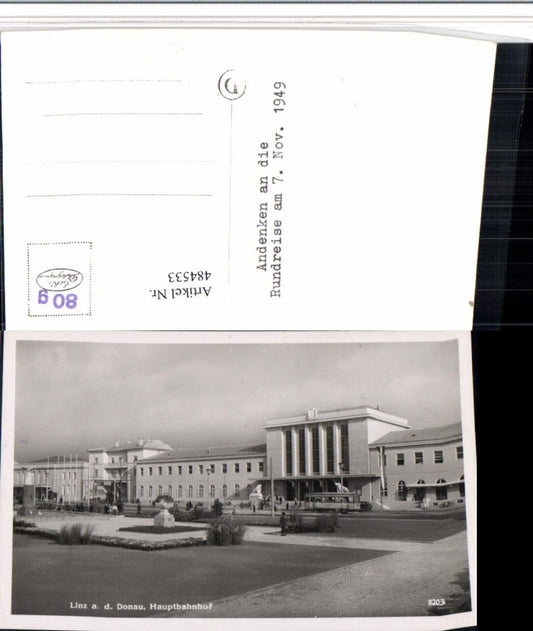 Andenken an die
Rundreise am 7. Nov. 1949
Artikel Nr.
484533
80 g
Linz a. d. Donau, Hauptbahnhof
8203